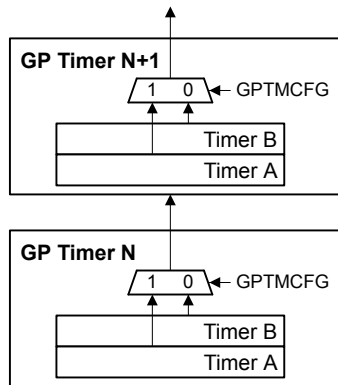 GP Timer N+1
1 0 GPTMCFG
Timer B
Timer A
GP Timer N
1 0 GPTMCFG
Timer B
Timer A